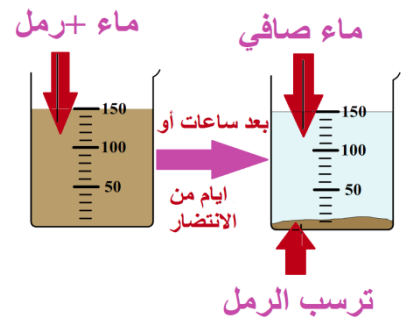 ماء +رمل
ماء صافي
150
100
50
بعد ساعات أو
ايام من
الانتضار
150
100
50
ترسب الرمل